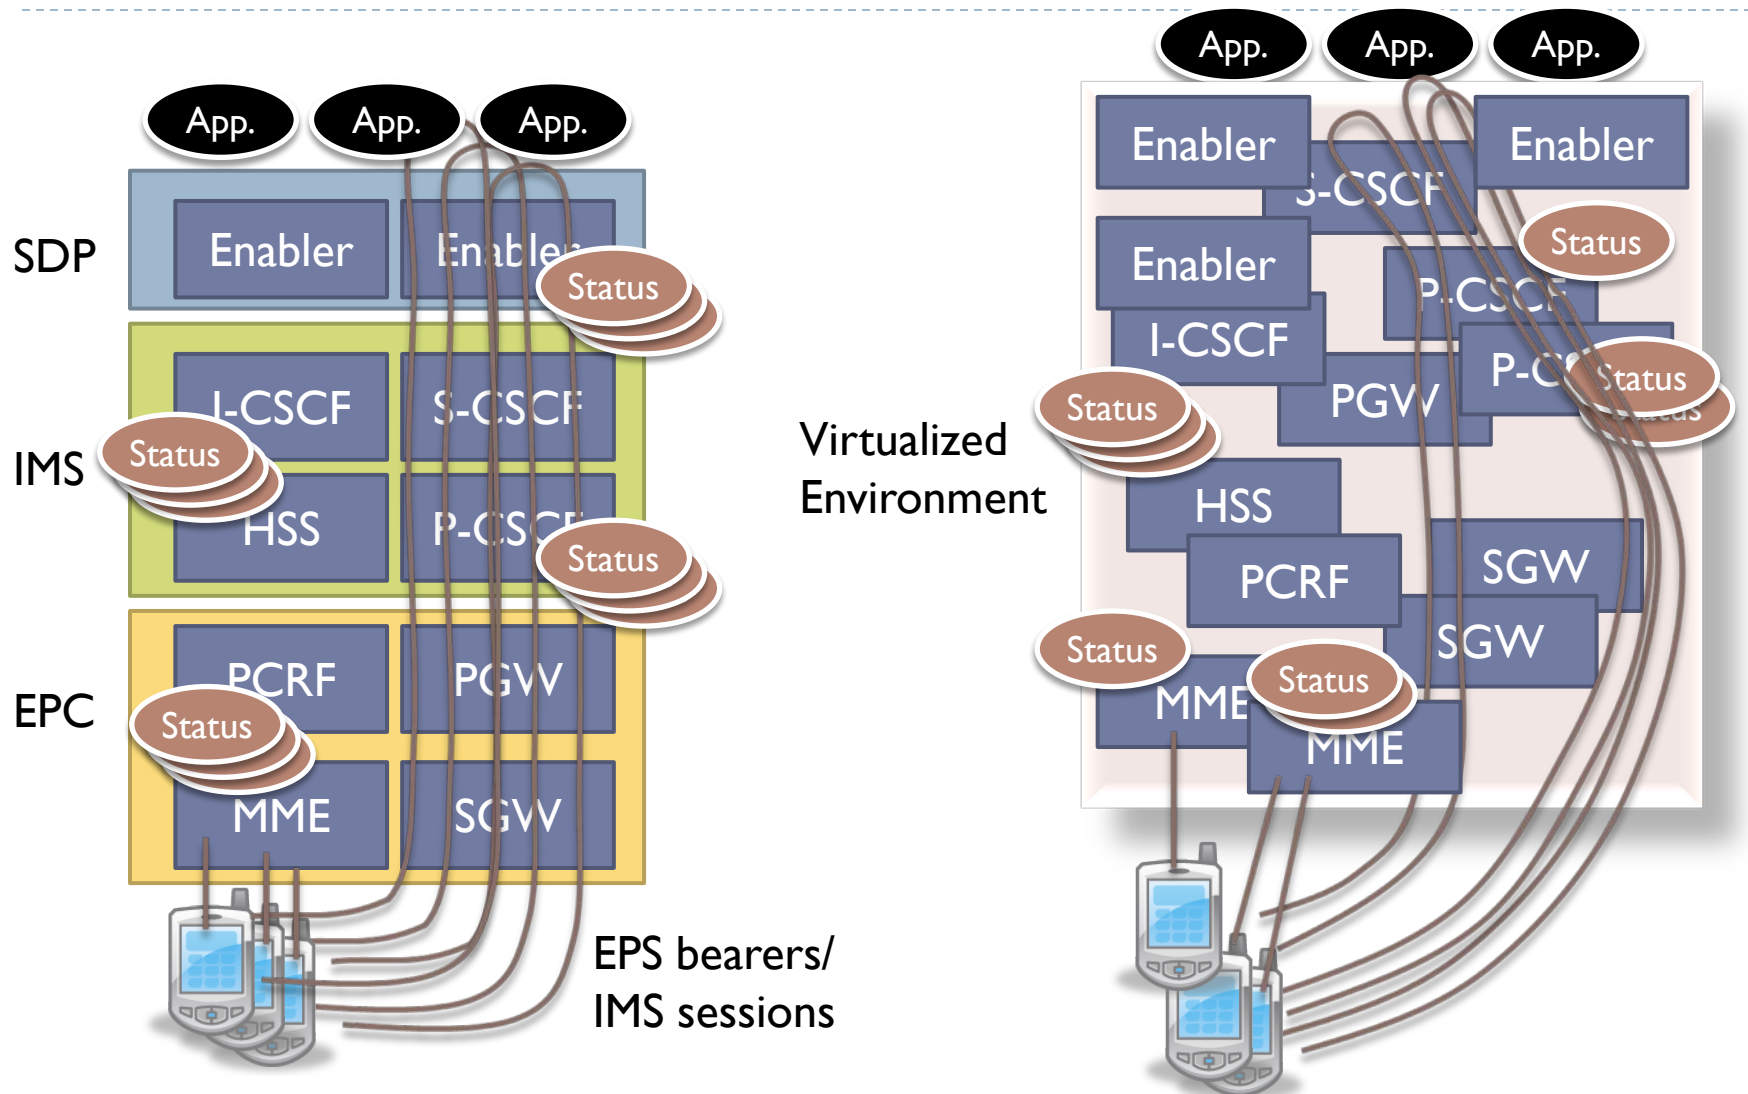 App.
App.
App.
SDP
Enabler
Enabler
Status
IMS
I-CSCF
S-CSCF
Status
HSS
P-CSCF
Status
EPC
PCRF
PGW
Status
MME
SGW
EPS bearers/
IMS sessions
Virtualized
Environment
App.
App.
App.
Enabler
Enabler
S-CSCF
Status
Enabler
P-CSCF
I-CSCF
P-C
Status
Status
Status
PGW
HSS
SGW
PCRF
SGW
Status
Status
MME
MME